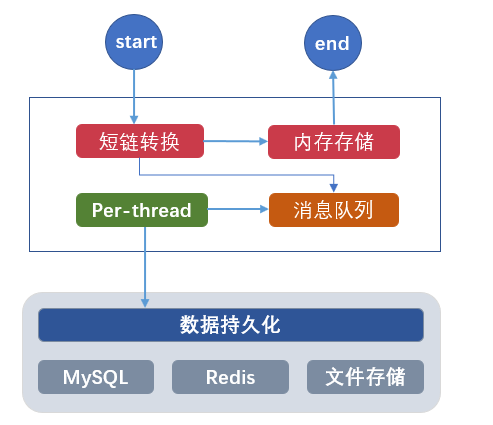 start
end
短链转换
内存存储
Per-thread
消息队列
数据持久化
MySQL
Redis
文件存储